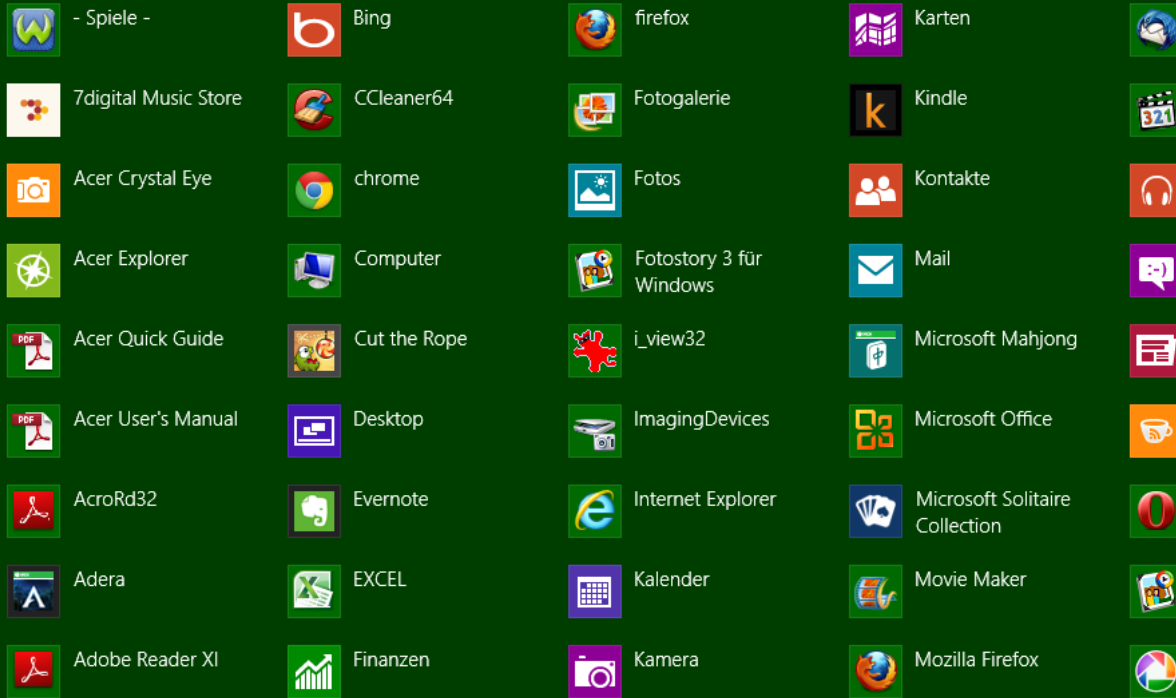 - Spiele -
7digital Music Store
Acer Crystal Eye
Acer Explorer
PDF
Acer Quick Guide
PDF
Acer User's Manual
AcroRd32
Adera
Adobe Reader XI
Bing
CCleaner64
chrome
Computer
Cut the Rope
Desktop
Evernote
EXCEL
Finanzen
firefox
Fotogalerie
Fotos
Fotostory 3 für
Windows
i_view32
ImagingDevices
Internet Explorer
Kalender
Kamera
Karten
Kindle
Kontakte
Mail
Microsoft Mahjong
Microsoft Office
Microsoft Solitaire
Collection
Movie Maker
Mozilla Firefox
321
:-)